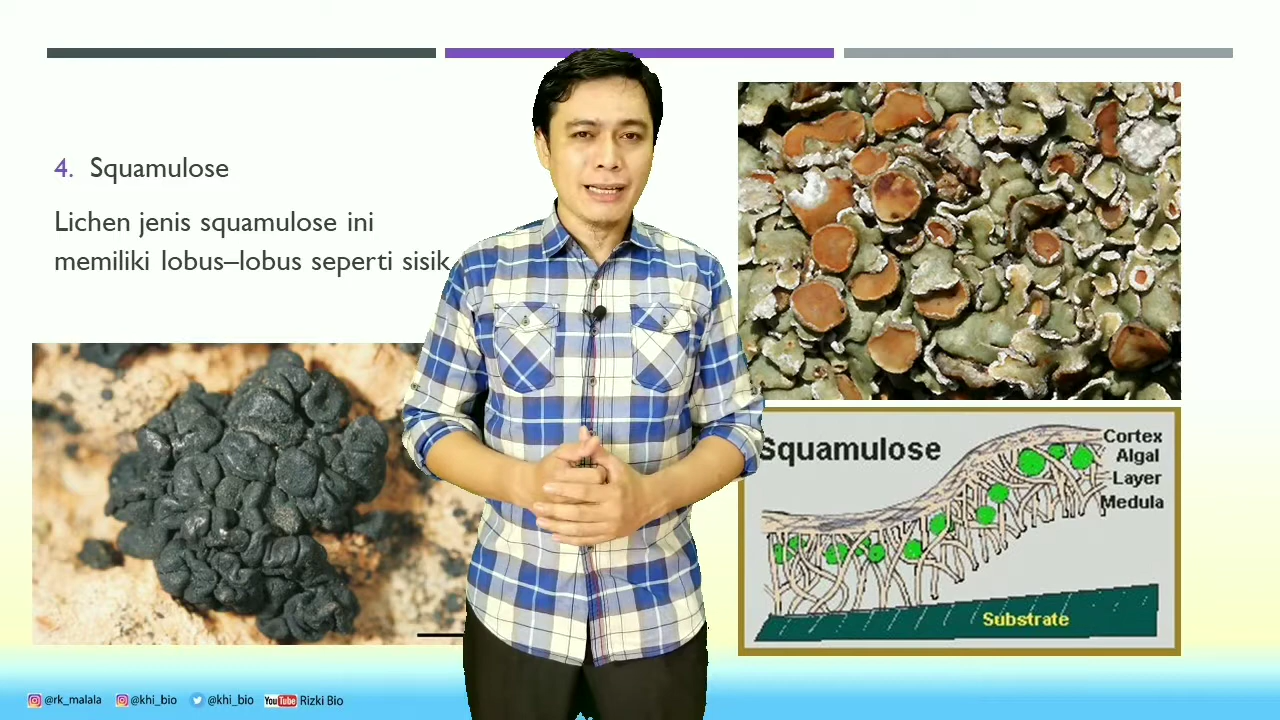 4. Squamulose
Lichen jenis squamulose ini
memiliki lobus–lobus seperti sisik
Squamulose
Cortex
Algal
Layer
Medula
Substrate
@rk_malala @khi_bio @khi_bio YouTube Rizki Bio